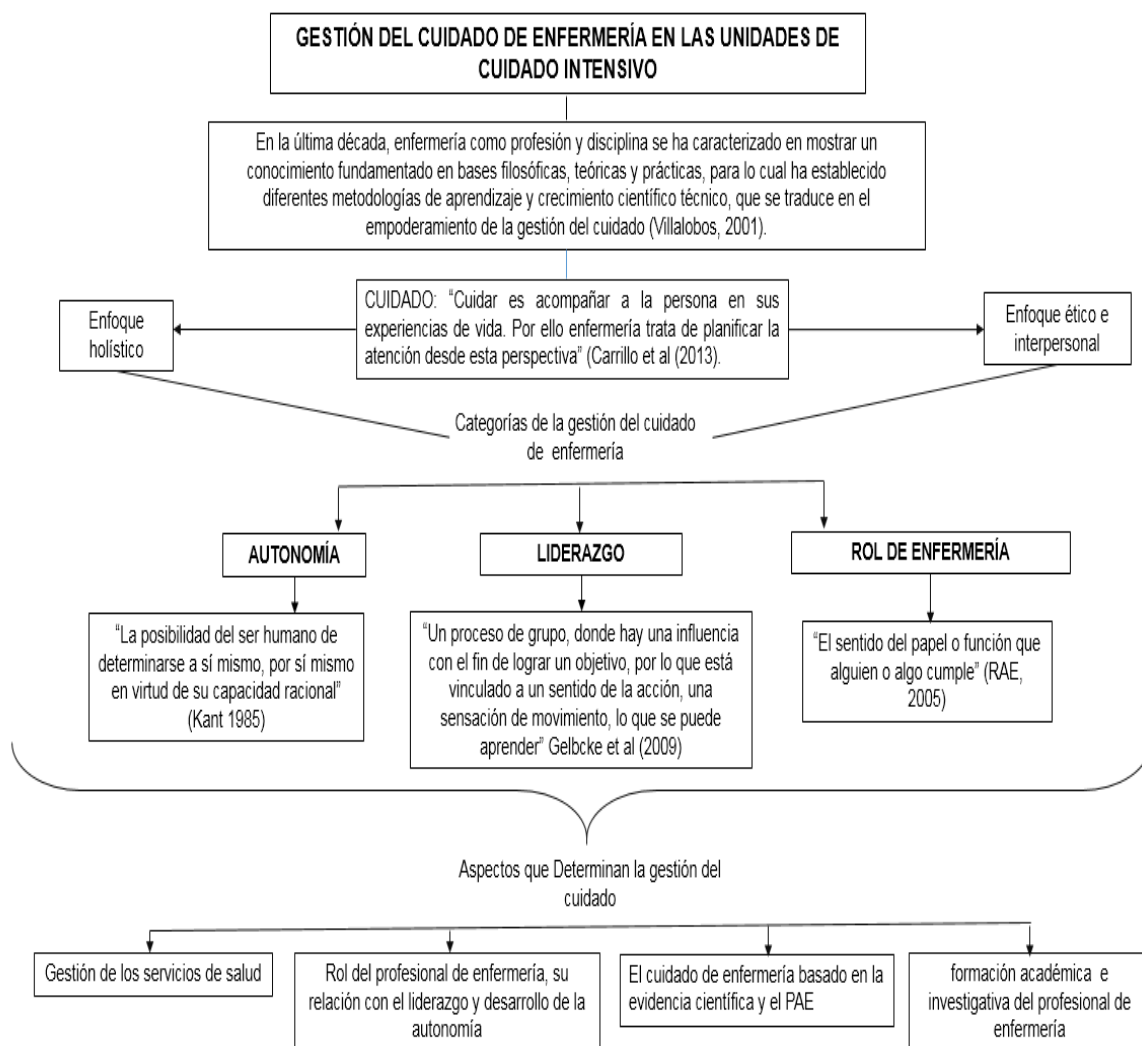 GESTIÓN DEL CUIDADO DE ENFERMERÍA EN LAS UNIDADES DE
CUIDADO INTENSIVO
En la última década, enfermería como profesión y disciplina se ha caracterizado en mostrar un
conocimiento fundamentado en bases filosóficas, teóricas y prácticas, para lo cual ha establecido
diferentes metodologías de aprendizaje y crecimiento científico técnico, que se traduce en el
empoderamiento de la gestión del cuidado (Villalobos, 2001).
Enfoque
holístico
CUIDADO: “Cuidar es acompañar a la persona en sus
experiencias de vida. Por ello enfermería trata de planificar la
atención desde esta perspectiva” (Carrillo et al (2013).
Enfoque ético e
interpersonal
Categorías de la gestión del cuidado
de enfermería
AUTONOMÍA
LIDERAZGO
ROL DE ENFERMERÍA
“La posibilidad del ser humano de
determinarse a sí mismo, por sí mismo
en virtud de su capacidad racional”
(Kant 1985)
“Un proceso de grupo, donde hay una influencia
con el fin de lograr un objetivo, por lo que está
vinculado a un sentido de la acción, una
sensación de movimiento, lo que se puede
aprender” Gelbcke et al (2009)
“El sentido del papel o función que
alguien o algo cumple” (RAE,
2005)
Aspectos que Determinan la gestión del
cuidado
Gestión de los servicios de salud
Rol del profesional de enfermería, su
relación con el liderazgo y desarrollo de la
autonomía
El cuidado de enfermería basado en la
evidencia científica y el PAE
formación académica e
investigativa del profesional de
enfermería